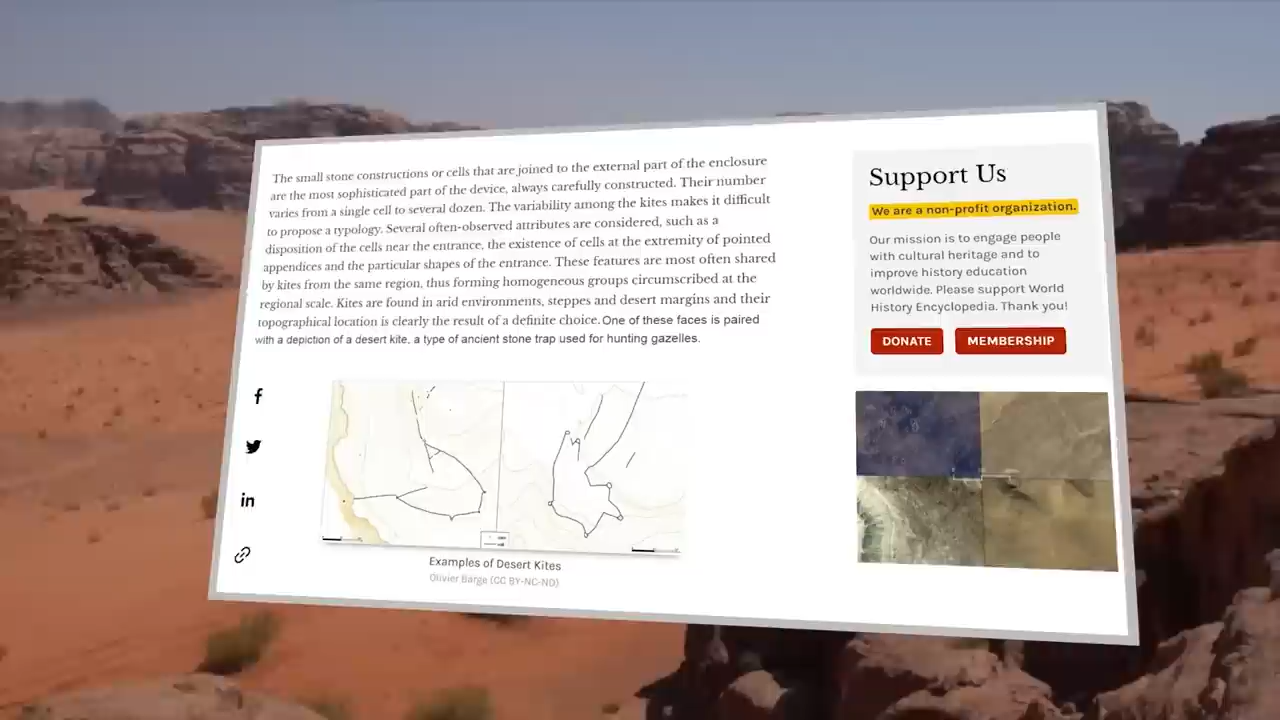 The small stone constructions or cells that are joined to the external part of the enclosure
are the most sophisticated part of the device, always carefully constructed. Their number
varies from a single cell to several dozen. The variability among the kites makes it difficult
to propose a typology. Several often-observed attributes are considered, such as a
disposition of the cells near the entrance, the existence of cells at the extremity of pointed
appendices and the particular shapes of the entrance. These features are most often shared
by kites from the same region, thus forming homogeneous groups circumscribed at the
regional scale. Kites are found in arid environments, steppes and desert margins and their
topographical location is clearly the result of a definite choice. One of these faces is paired
with a depiction of a desert kite, a type of ancient stone trap used for hunting gazelles.
Examples of Desert Kites
Olivier Barge (CC BY-NC-ND)
Support Us
We are a non-profit organization.
Our mission is to engage people
with cultural heritage and to
improve history education
worldwide. Please support World
History Encyclopedia. Thank you!
DONATE MEMBERSHIP